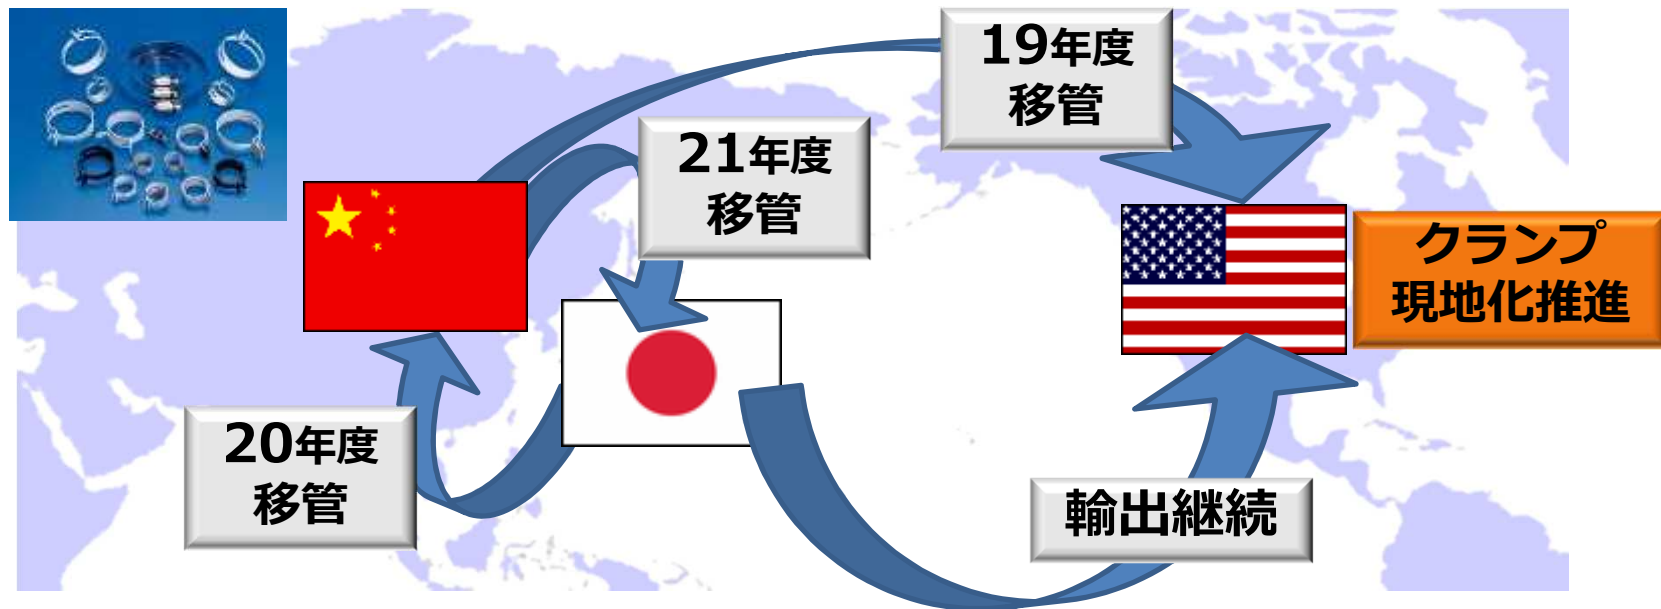 19年度
移管
21年度
移管
クランプ
現地化推進
20年度
移管
輸出継続